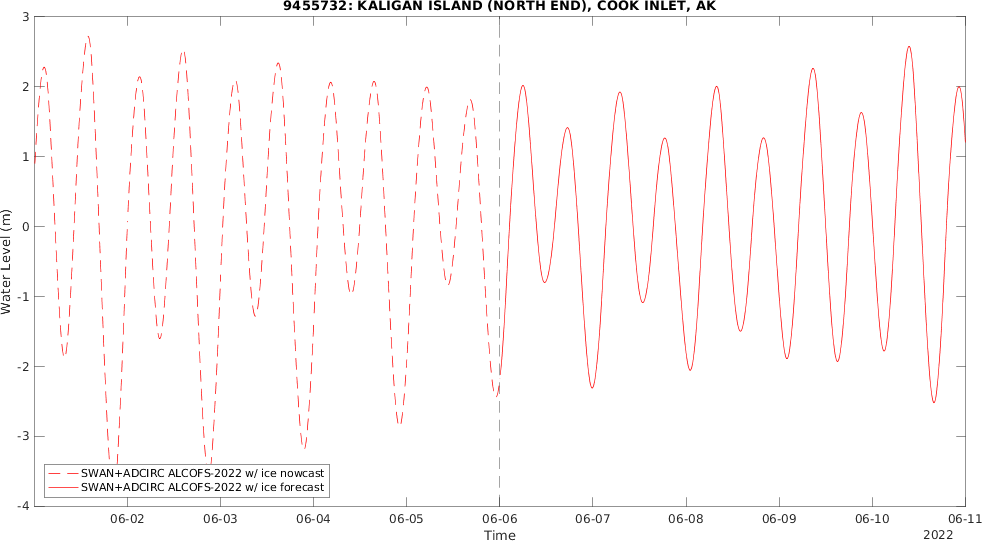 9455732: KALIGAN ISLAND (NORTH END), COOK INLET, AK
3
2
1
0
-1
-2
-3
-4
Water Level (m)
SWAN+ADCIRC ALCOFS-2022 w/ ice nowcast
SWAN+ADCIRC ALCOFS-2022 w/ ice forecast
06-02 06-03 06-04 06-05 06-06 06-07 06-08 06-09 06-10 06-11
Time
2022